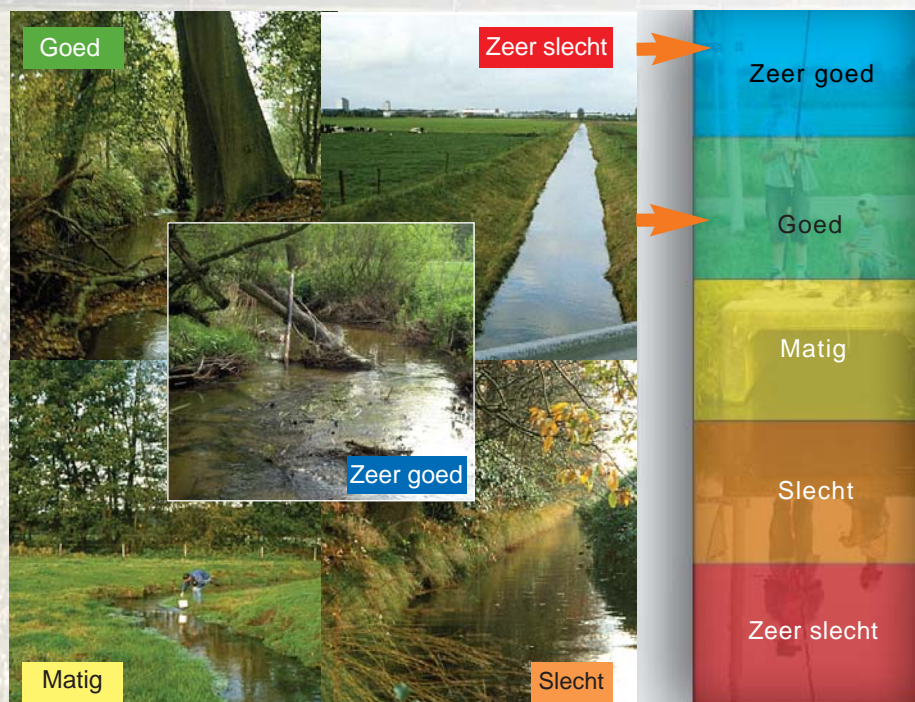 Goed
Zeer slecht
Zeer goed
Matig
Slecht
Zeer goed
Goed
Matig
Slecht
Zeer slecht